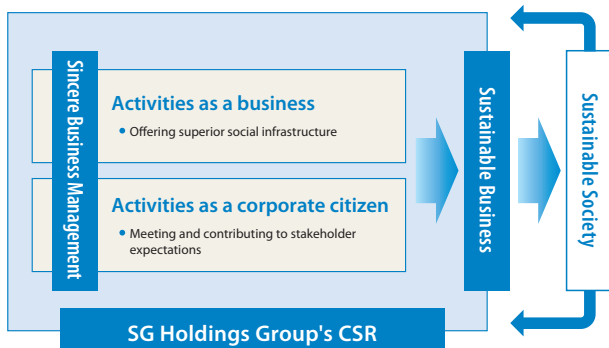 Sincere Business Management
Activities as a business
• Offering superior social infrastructure
Activities as a corporate citizen
• Meeting and contributing to stakeholder
expectations
Sustainable Business
Sustainable Society
SG Holdings Group's CSR